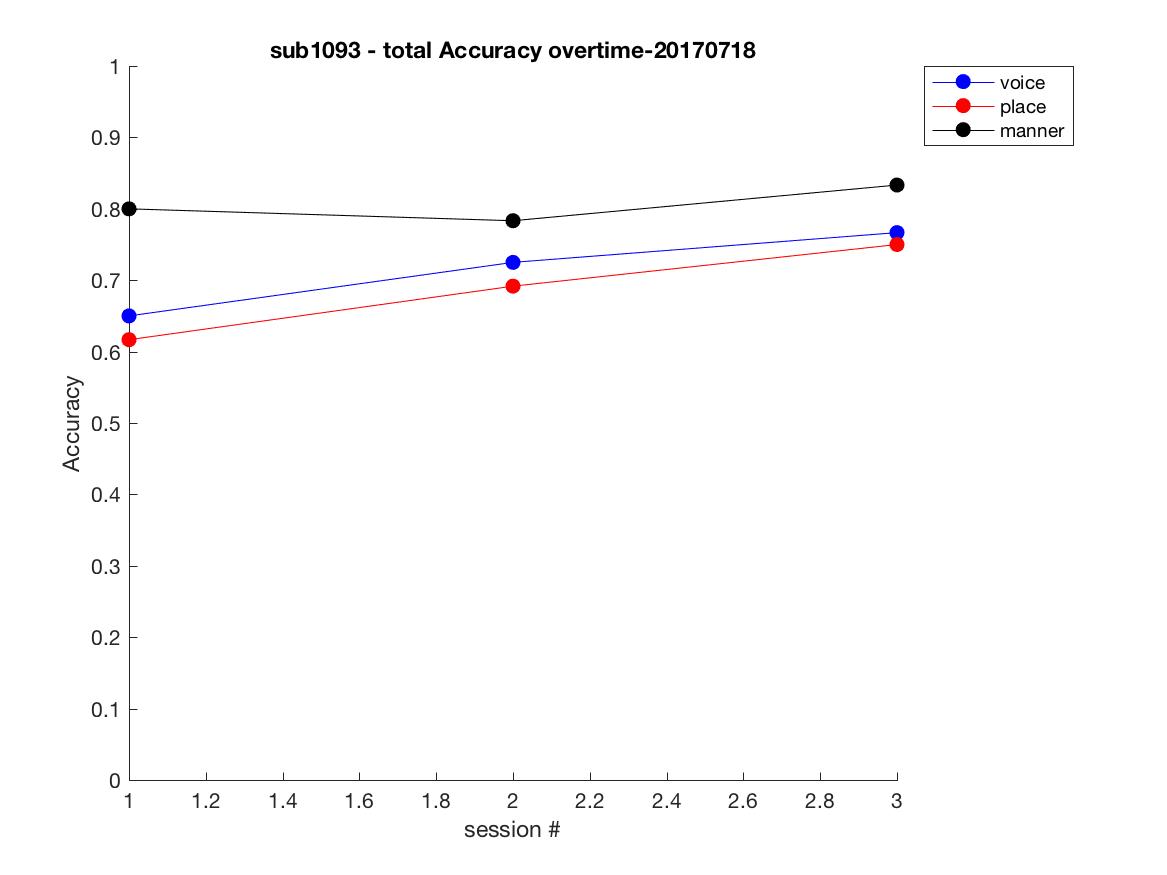 sub1093 - total Accuracy overtime-20170718
voice
place
manner
1
0.9
0.8
0.7
0.6
0.5
0.4
0.3
0.2
0.1
0
Accuracy
1 1.2 1.4 1.6 1.8 2 2.2 2.4 2.6 2.8 3
session #